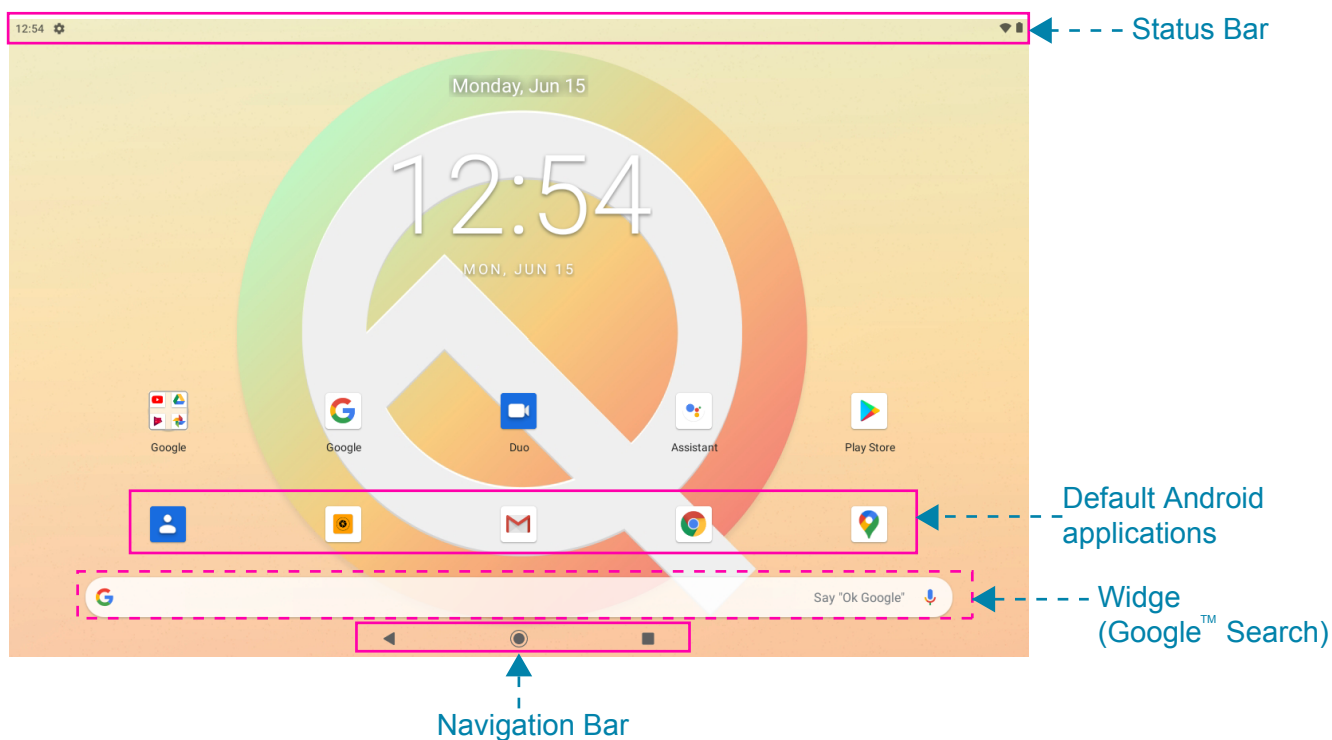 12:54
Status Bar
Monday, Jun 15
12:54
MON, JUN 15
Google
Google
Duo
Assistant
Play Store
Default Android
applications
G Say "Ok Google"
Widge
(Google™ Search)
Navigation Bar